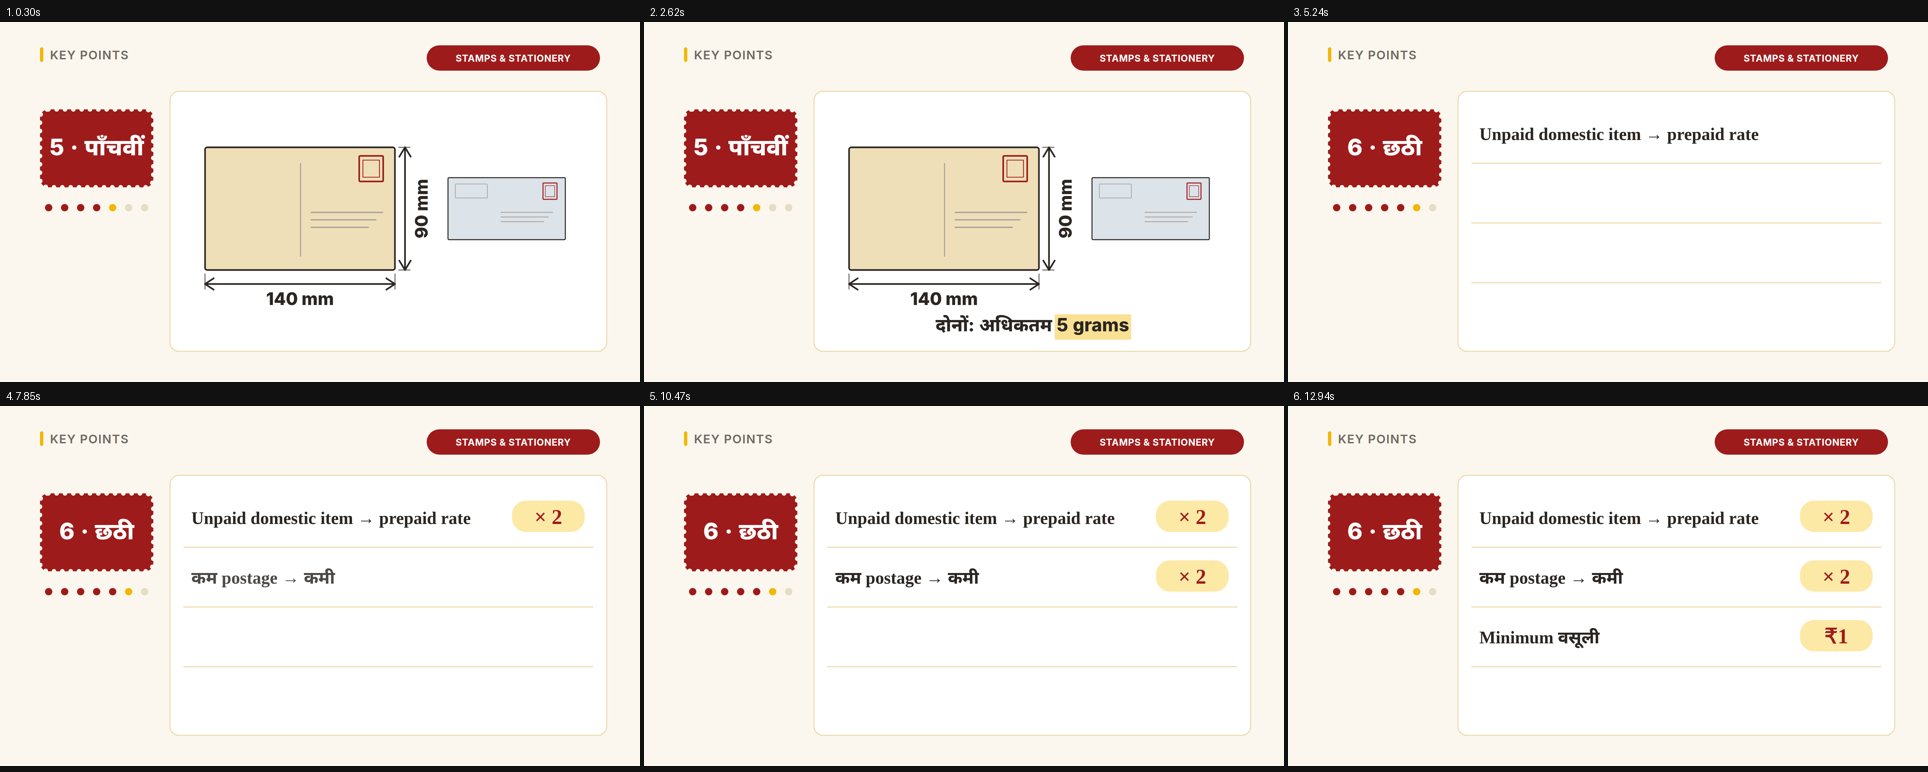 1. 0.30s
KEY POINTS
STAMPS & STATIONERY
5 · पाँचवीं
90 mm
140 mm
2. 2.62s
KEY POINTS
STAMPS & STATIONERY
5 · पाँचवीं
90 mm
140 mm
दोनों: अधिकतम 5 grams
3. 5.24s
KEY POINTS
STAMPS & STATIONERY
6 · छठी
Unpaid domestic item → prepaid rate
4. 7.85s
KEY POINTS
STAMPS & STATIONERY
6 · छठी
Unpaid domestic item → prepaid rate × 2
कम postage → कमी
5. 10.47s
KEY POINTS
STAMPS & STATIONERY
6 · छठी
Unpaid domestic item → prepaid rate × 2
कम postage → कमी × 2
6. 12.94s
KEY POINTS
STAMPS & STATIONERY
6 · छठी
Unpaid domestic item → prepaid rate × 2
कम postage → कमी × 2
Minimum वसूली ₹1